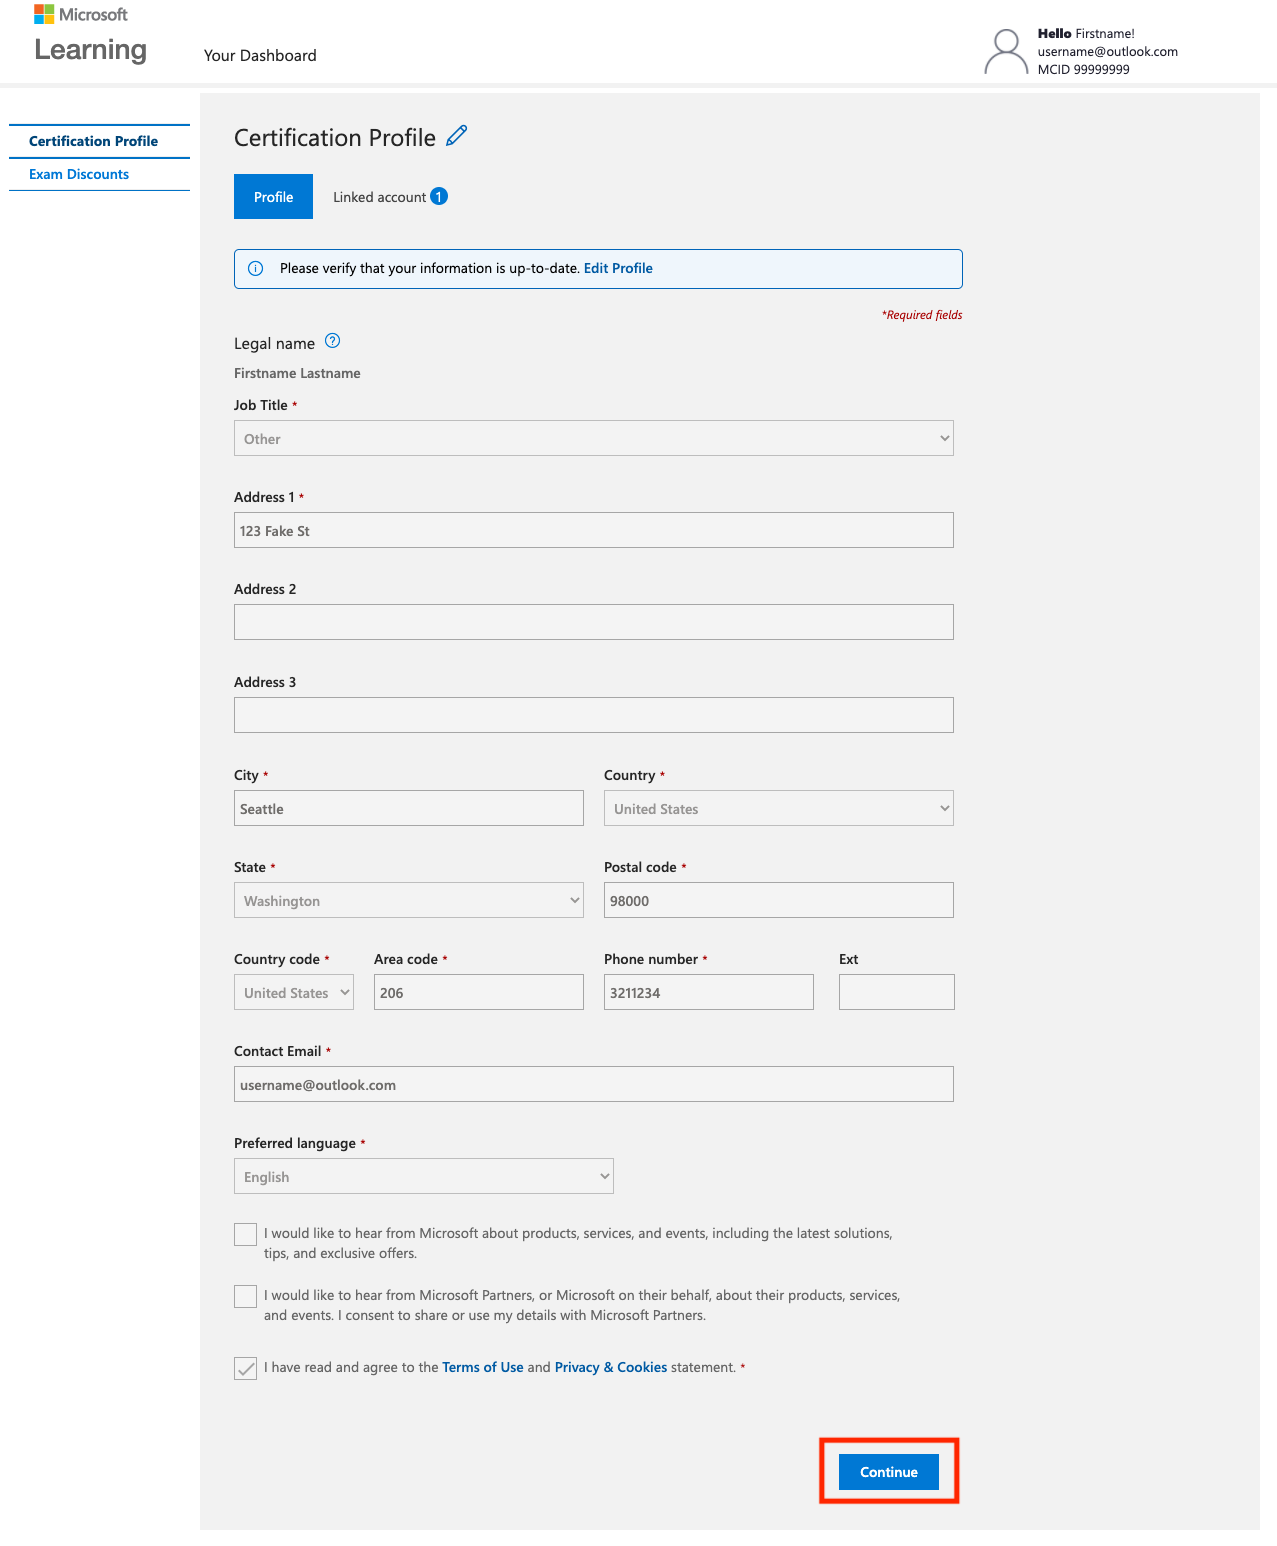 Microsoft
Learning
Your Dashboard
Hello Firstname!
username@outlook.com
MCID 99999999
Certification Profile
Exam Discounts
Certification Profile
Profile
Linked account 1
Please verify that your information is up-to-date. Edit Profile
*Required fields
Legal name ?
Firstname Lastname
Job Title *
Other
Address 1 *
123 Fake St
Address 2
Address 3
City * Country *
Seattle United States
State * Postal code *
Washington 98000
Country code * Area code * Phone number * Ext
United States 206 3211234
Contact Email *
username@outlook.com
Preferred language *
English
I would like to hear from Microsoft about products, services, and events, including the latest solutions,
tips, and exclusive offers.
I would like to hear from Microsoft Partners, or Microsoft on their behalf, about their products, services,
and events. I consent to share or use my details with Microsoft Partners.
I have read and agree to the Terms of Use and Privacy & Cookies statement. *
Continue